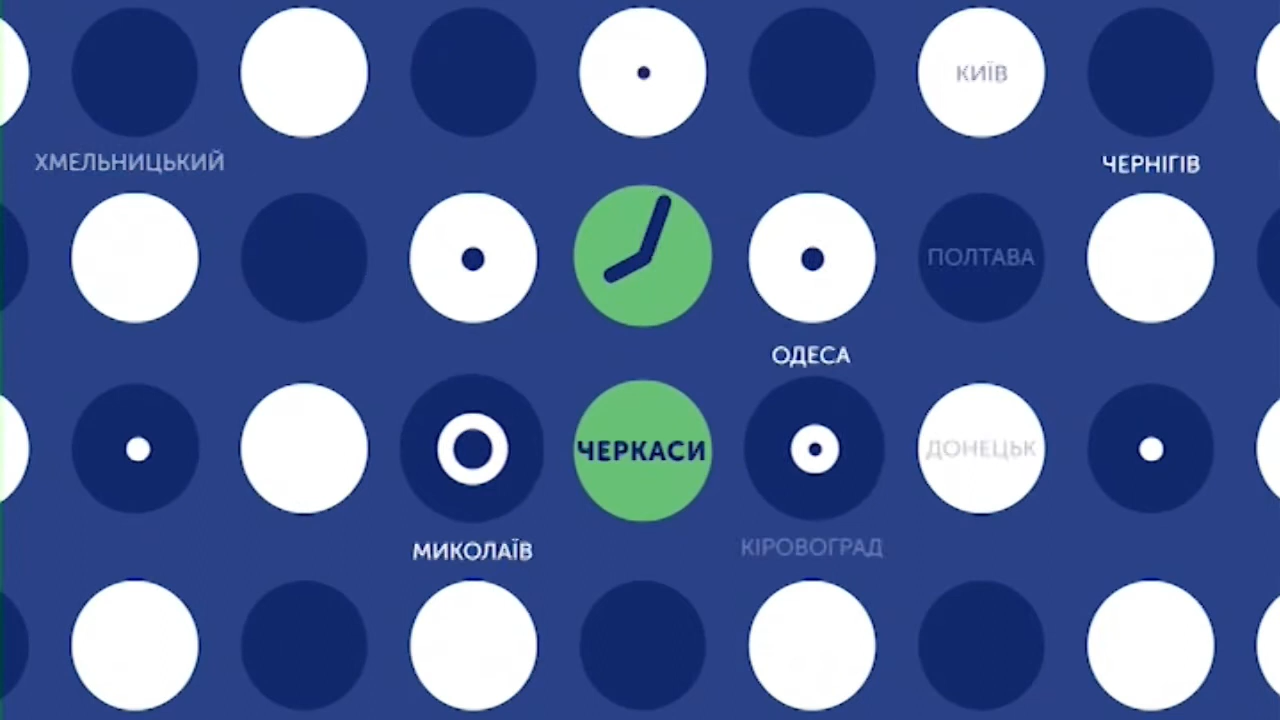 КИЇВ
ХМЕЛЬНИЦЬКИЙ
ЧЕРНІГІВ
ПОЛТАВА
ОДЕСА
ЧЕРКАСИ
ДОНЕЦЬК
МИКОЛАЇВ
КІРОВОГРАД